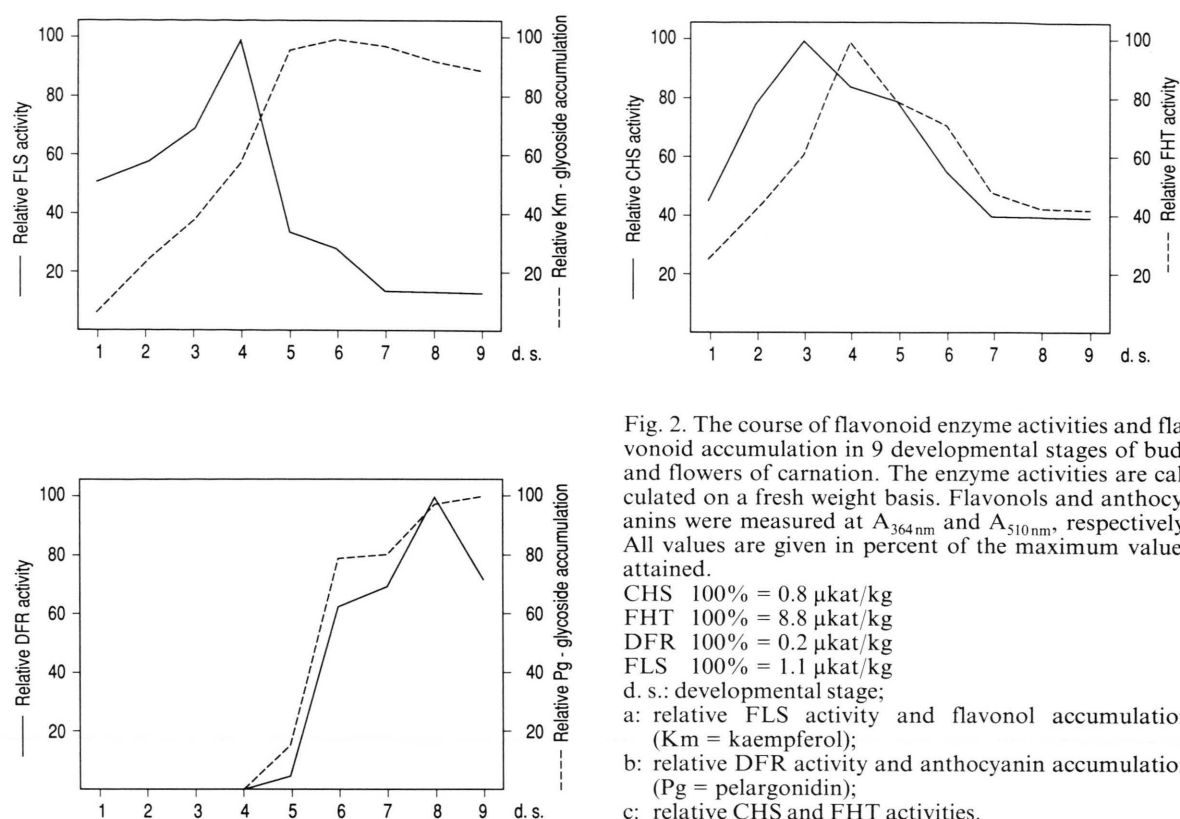 100
80
60
40
20
100
80
60
40
20
Relative FLS activity
Relative Km - glycoside accumulation
1 2 3 4 5 6 7 8 9 d. s.
100
80
60
40
20
100
80
60
40
20
Relative CHS activity
Relative FHT activity
1 2 3 4 5 6 7 8 9 d. s.
100
80
60
40
20
100
80
60
40
20
Relative DFR activity
Relative Pg - glycoside accumulation
1 2 3 4 5 6 7 8 9 d. s.
Fig. 2. The course of flavonoid enzyme activities and fla
vonoid accumulation in 9 developmental stages of bud
and flowers of carnation. The enzyme activities are cal
culated on a fresh weight basis. Flavonols and anthocy
anins were measured at A364 nm and A510 nm, respectively
All values are given in percent of the maximum value
attained.
CHS 100% = 0.8 µkat/kg
FHT 100% = 8.8 µkat/kg
DFR 100% = 0.2 µkat/kg
FLS 100% = 1.1 µkat/kg
d. s.: developmental stage;
a: relative FLS activity and flavonol accumulation
(Km = kaempferol);
b: relative DFR activity and anthocyanin accumulation
(Pg = pelargonidin);
c: relative CHS and FHT activities.